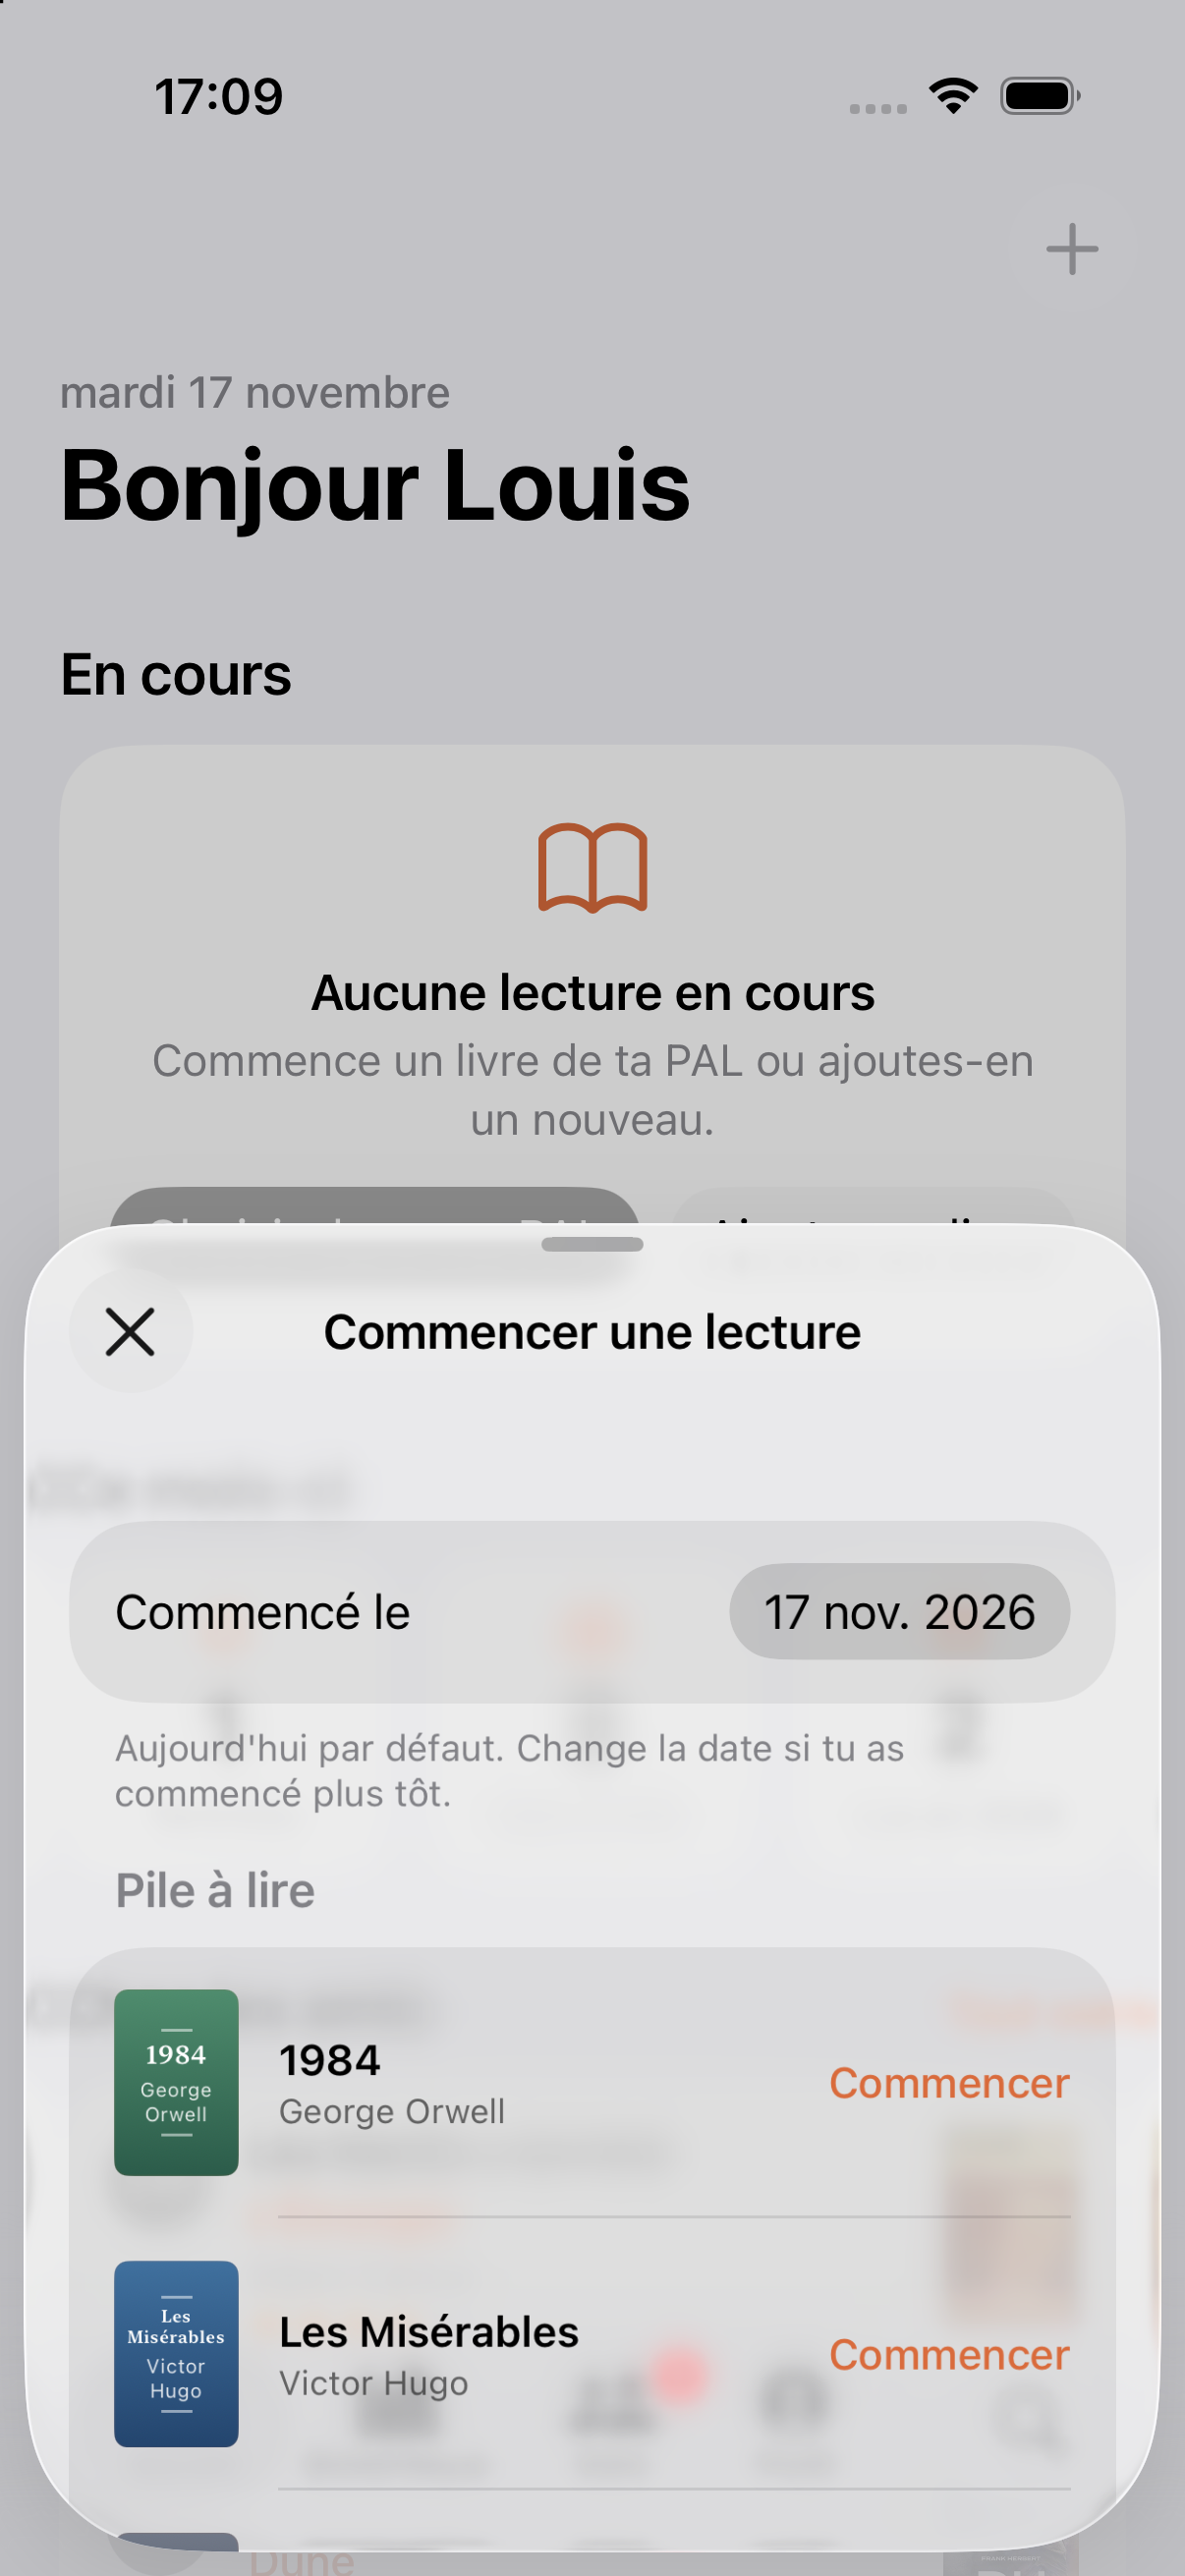 17:09
mardi 17 novembre
Bonjour Louis
En cours
Aucune lecture en cours
Commence un livre de ta PAL ou ajoutes-en
un nouveau.
Commencer une lecture
Commencé le
17 nov. 2026
Aujourd'hui par défaut. Change la date si tu as
commencé plus tôt.
Pile à lire
1984
George
Orwell
1984
George Orwell
Commencer
Les
Misérables
Victor
Hugo
Les Misérables
Victor Hugo
Commencer
Dune